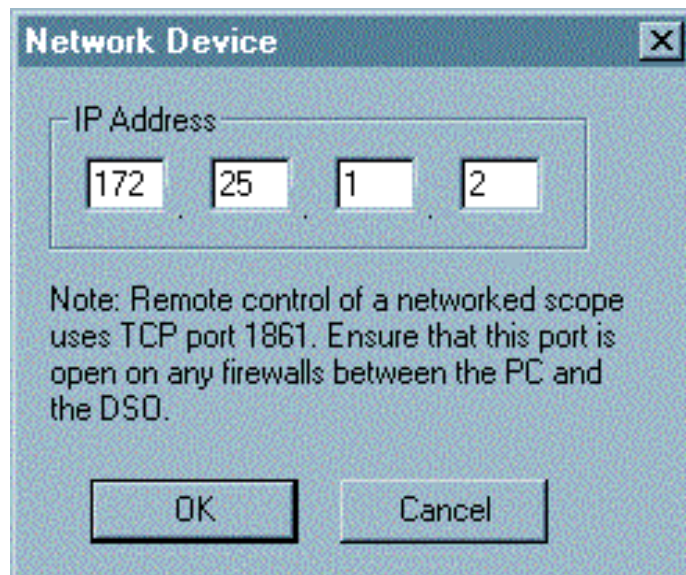 Network Device
IP Address
172 . 25 . 1 . 2
Note: Remote control of a networked scope
uses TCP port 1861. Ensure that this port is
open on any firewalls between the PC and
the DSO.
OK Cancel